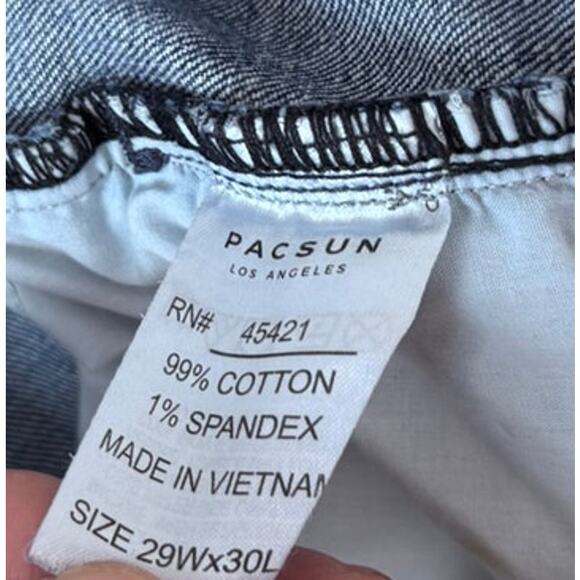 PACSUN
LOS ANGELES
RN# 45421
99% COTTON
1% SPANDEX
MADE IN VIETNAM
SIZE 29Wx30L